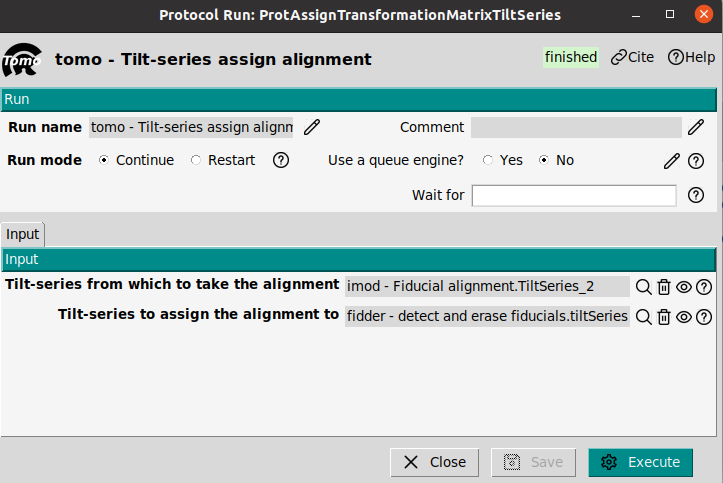 Protocol Run: ProtAssignTransformationMatrixTiltSeries
Tomo tomo - Tilt-series assign alignment finished Cite Help
Run
Run name tomo - Tilt-series assign alignm Comment
Run mode Continue Restart Use a queue engine? Yes No
Wait for
Input
Input
Tilt-series from which to take the alignment imod - Fiducial alignment.TiltSeries_2
Tilt-series to assign the alignment to fidder - detect and erase fiducials.tiltSeries
Close Save Execute